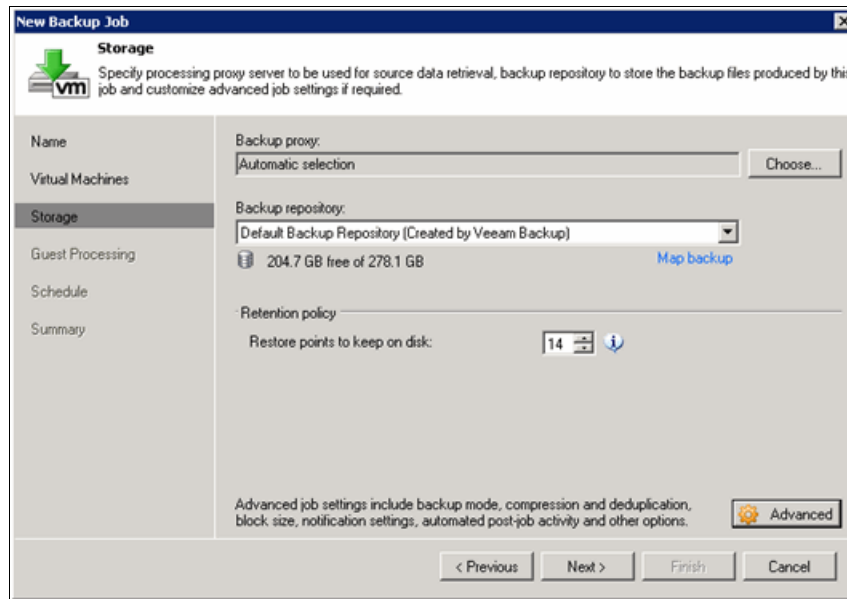 New Backup Job
Storage
Specify processing proxy server to be used for source data retrieval, backup repository to store the backup files produced by this
job and customize advanced job settings if required.
vm
Name
Virtual Machines
Storage
Guest Processing
Schedule
Summary
Backup proxy:
Automatic selection
Choose...
Backup repository:
Default Backup Repository (Created by Veeam Backup)
204.7 GB free of 278.1 GB
Map backup
Retention policy
Restore points to keep on disk:
14
Advanced job settings include backup mode, compression and deduplication,
block size, notification settings, automated post-job activity and other options.
Advanced
< Previous
Next >
Finish
Cancel